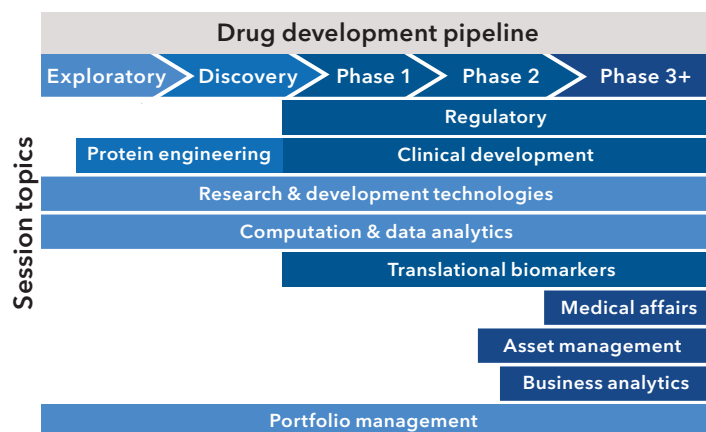 Drug development pipeline
Exploratory Discovery Phase 1 Phase 2 Phase 3+
Session topics
Regulatory
Protein engineering Clinical development
Research & development technologies
Computation & data analytics
Translational biomarkers
Medical affairs
Asset management
Business analytics
Portfolio management